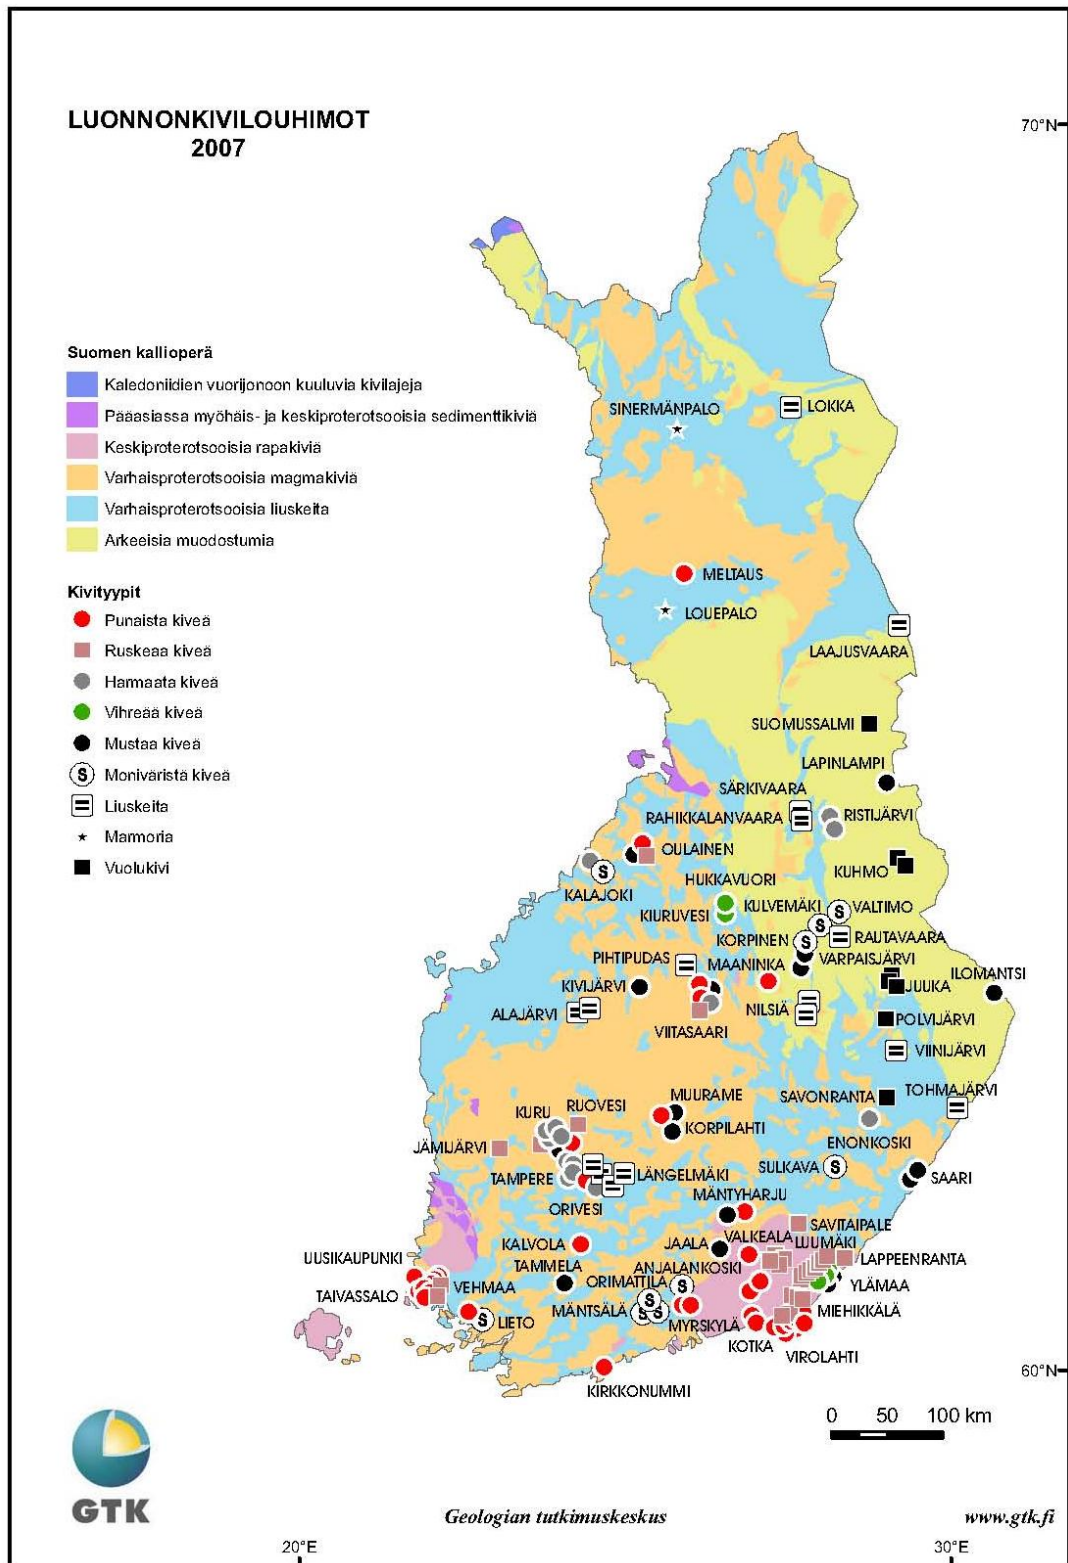 LUONNONKIVILOUHIMOT
2007
70°N
Suomen kallioperä
Kaledoniidien vuorijonoon kuuluvia kivilajeja
Pääasiassa myöhäis- ja keskiproterotsooisia sedimenttikiviä
Keskiproterotsooisia rapakiviä
Varhaisproterotsooisia magmakiviä
Varhaisproterotsooisia liuskeita
Arkeeisia muodostumia
Kivityypit
Punaista kiveä
Ruskeaa kiveä
Harmaata kiveä
Vihreää kiveä
Mustaa kiveä
S Moniväristä kiveä
Liuskeita
Marmoria
Vuolukivi
SINERMÄNPALO
LOKKA
MELTAUS
LOUEPALO
LAAJUSVAARA
SUOMUSSALMI
LAPINLAMPI
SÄRKIVAARA
RAHIKKALANVAARA
RISTIJÄRVI
OULAINEN
KUHMO
KALAJOKI
HUKKAVUORI
KULVEMÄKI
VALTIMO
KIURUVESI
KORPINEN
RAUTAVAARA
PIHTIPUDAS
MAANINKA
VARPAISJÄRVI
ILOMANTSI
KIVIJÄRVI
JUUKA
ALAJÄRVI
NILSIÄ
VIITASAARI
POLVIJÄRVI
VIINIJÄRVI
TOHMAJÄRVI
SAVONRANTA
MUURAME
RUOVESI
KURU
KORPILAHTI
ENONKOSKI
JÄMIJÄRVI
SULKAVA
SAARI
TAMPERE
LÄNGELMÄKI
MÄNTYHARJU
ORIVESI
SAVITAIPALE
VALKEALA
LUUMÄKI
KALVOLA
JAALA
LAPPEENRANTA
UUSIKAUPUNKI
ANJALANKOSKI
TAMMELA
ORIMATTILA
YLÄMAA
VEHMAA
TAIVASSALO
MÄNTSÄLÄ
MIEHIKKÄLÄ
LIETO
MYRSKYLÄ
KOTKA
VIROLAHTI
60°N
KIRKKONUMMI
0 50 100 km
GTK
Geologian tutkimuskeskus
www.gtk.fi
20°E
30°E